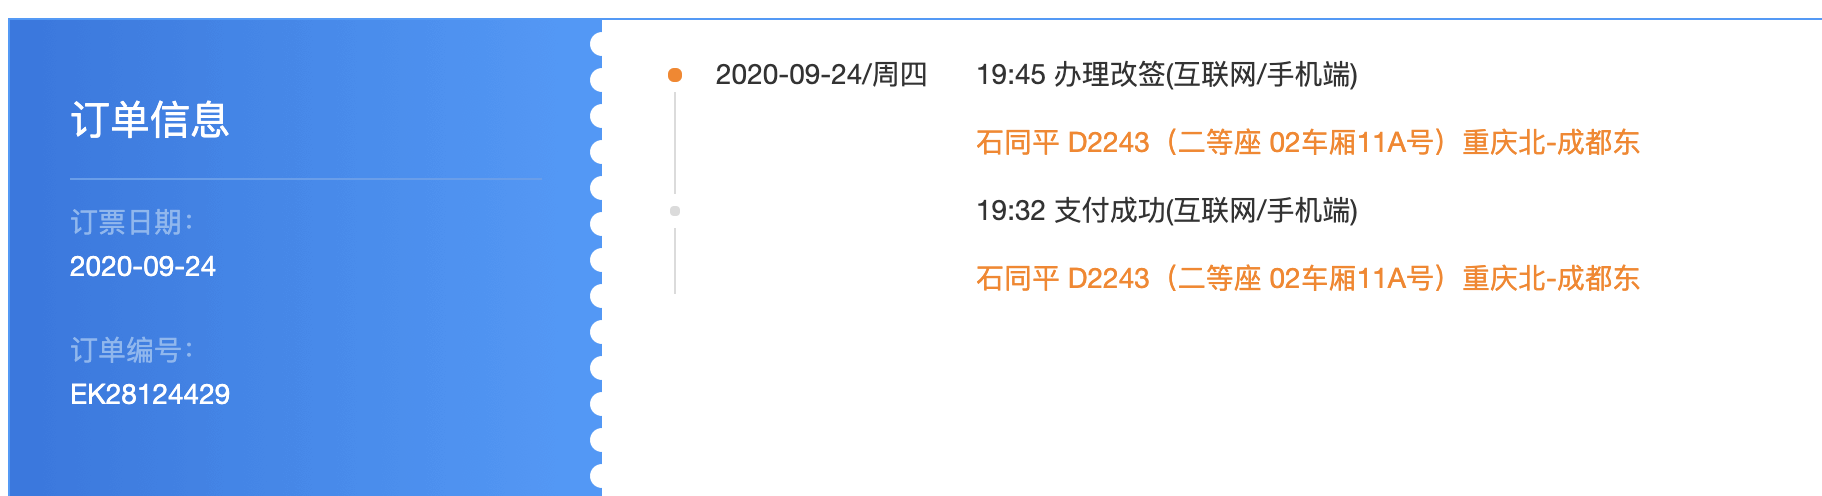 订单信息
订票日期：
2020-09-24
订单编号：
EK28124429
2020-09-24/周四 19:45 办理改签(互联网/手机端)
石同平 D2243（二等座 02车厢11A号）重庆北-成都东
19:32 支付成功(互联网/手机端)
石同平 D2243（二等座 02车厢11A号）重庆北-成都东